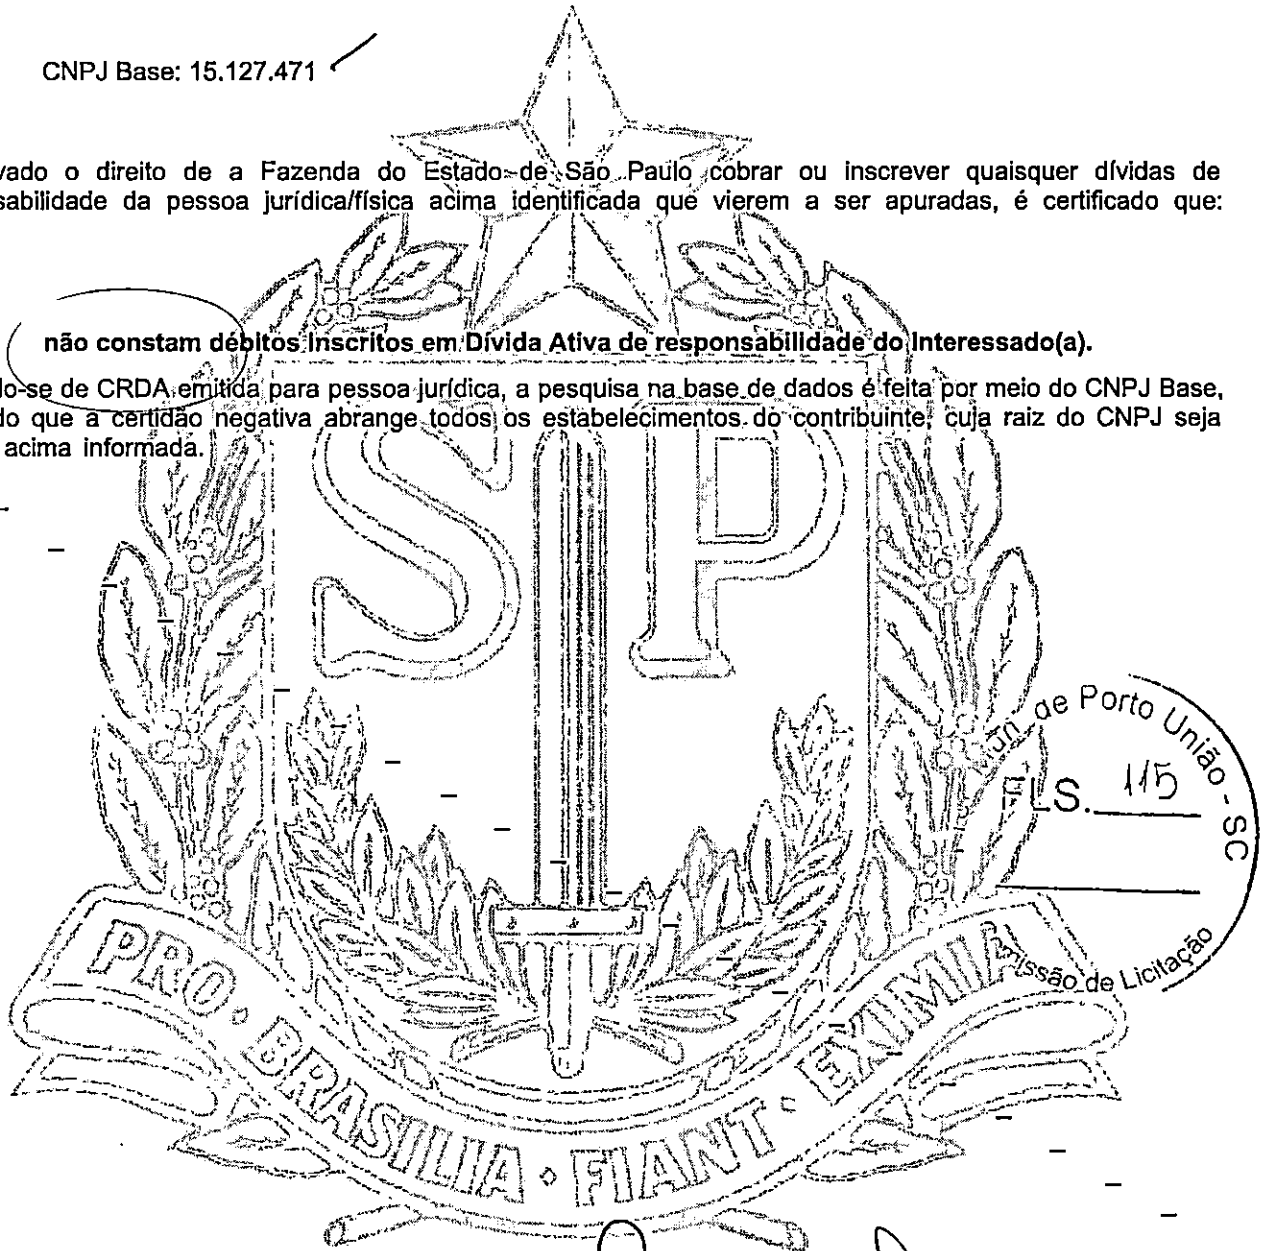 CNPJ Base: 15.127.471
vado o direito de a Fazenda do Estado de São Paulo cobrar ou inscrever quaisquer dívidas de
sabilidade da pessoa jurídica/física acima identificada que vierem a ser apuradas, é certificado que:
não constam débitos inscritos em Dívida Ativa de responsabilidade do Interessado(a).
do-se de CRDA emitida para pessoa jurídica, a pesquisa na base de dados é feita por meio do CNPJ Base,
do que a certidão negativa abrange todos os estabelecimentos do contribuinte, cuja raiz do CNPJ seja
acima informada.
SP
un. de Porto União - SC
FLS. 115
missão de Licitação
PRO · BRASILIA · FIANT · EXIMIA